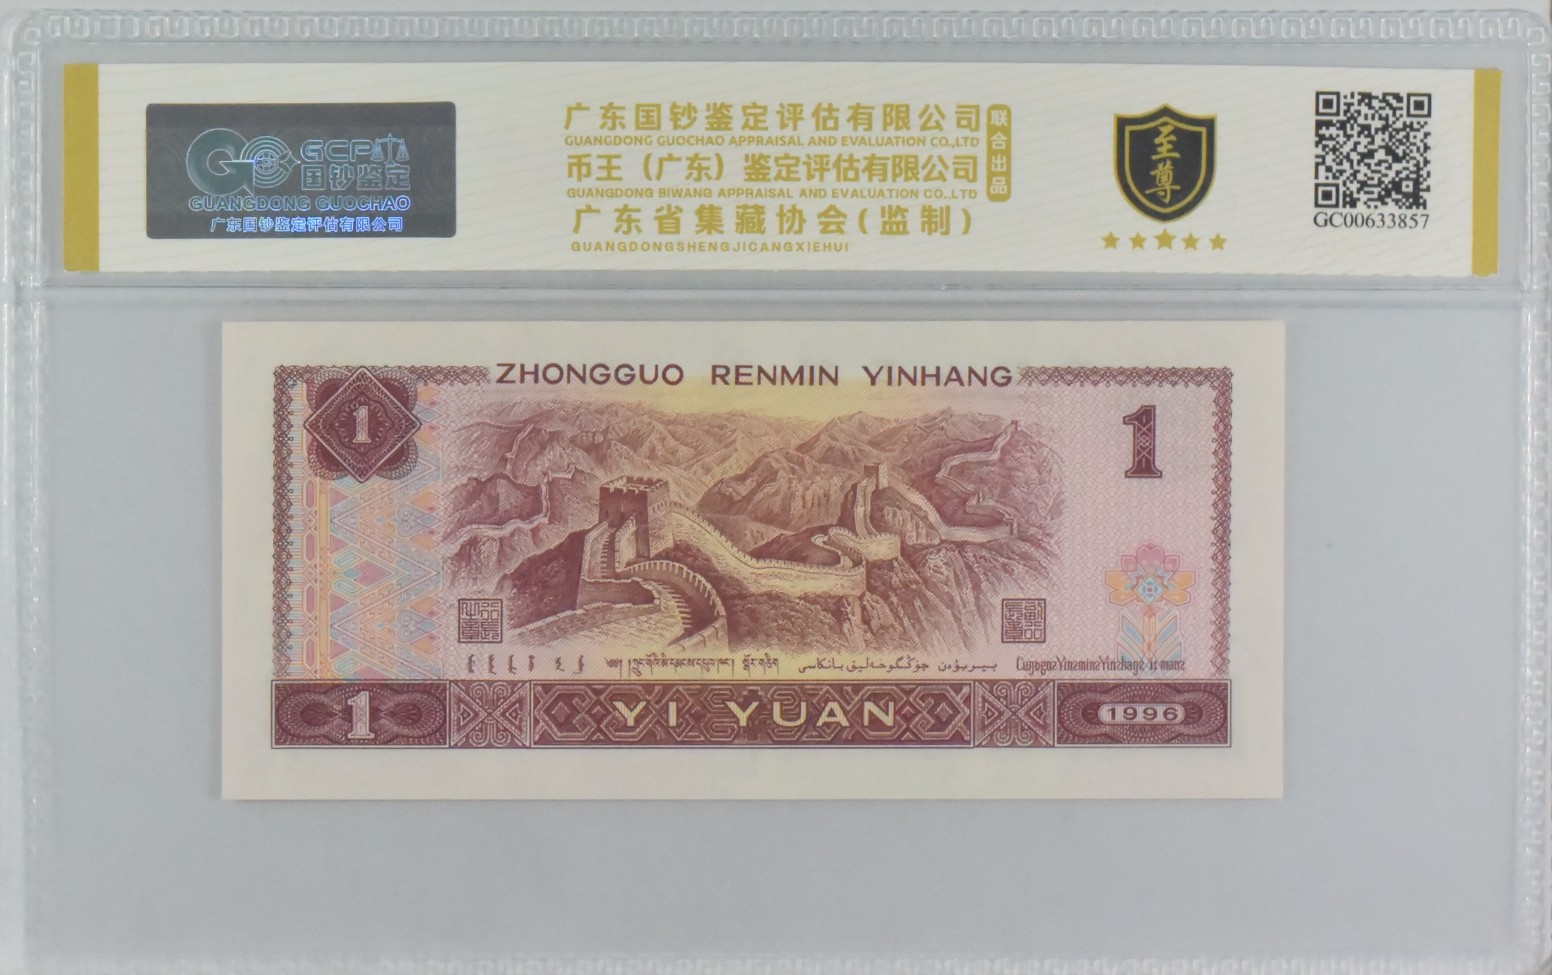 GCP
国钞鉴定
GUANGDONG GUOCHAO
广东国钞鉴定评估有限公司
广东国钞鉴定评估有限公司
GUANGDONG GUOCHAO APPRAISAL AND EVALUATION CO.,LTD
币王（广东）鉴定评估有限公司
GUANGDONG BIWANG APPRAISAL AND EVALUATION CO.,LTD
广东省集藏协会(监制)
GUANGDONGSHENGJICANGXIEHUI
联合出品
至尊
GC00633857
ZHONGGUO RENMIN YINHANG
1
1
Cunƅgenz Yinzminz Yinzhangz it manz
1
YI YUAN
1996